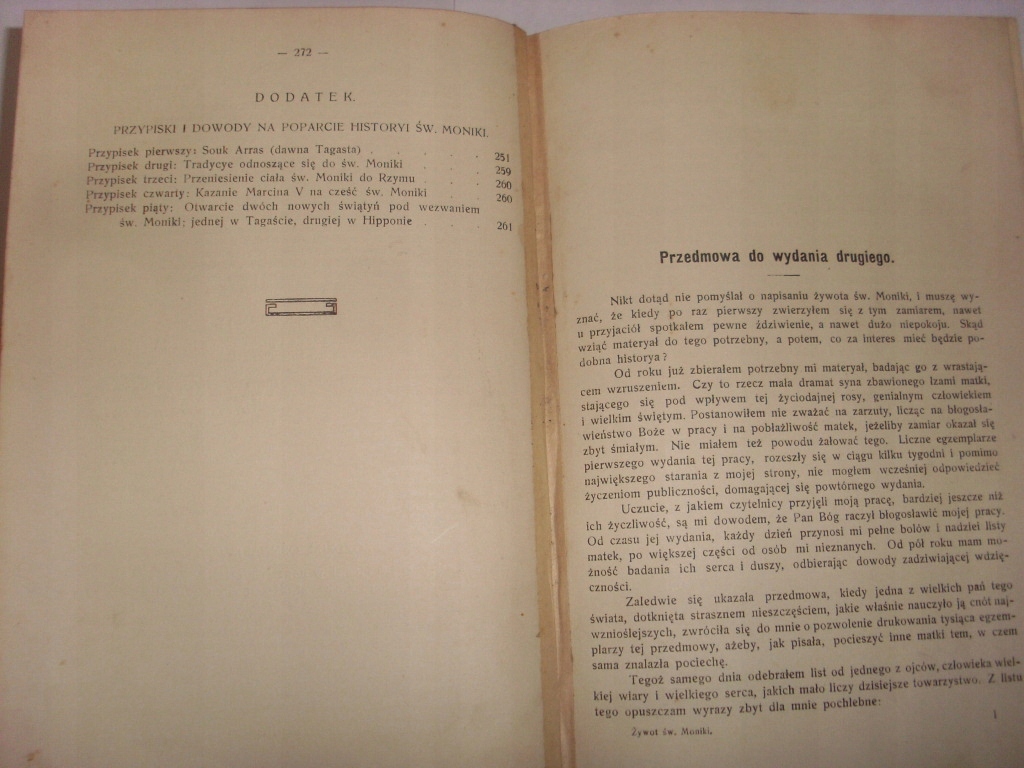 — 272 —
DODATEK.
PRZYPISKI I DOWODY NA POPARCIE HISTORYI ŚW. MONIKI.
Przypisek pierwszy: Souk Arras (dawna Tagasta) . . . . . 251
Przypisek drugi: Tradycye odnoszące się do św. Moniki . . . 259
Przypisek trzeci: Przeniesienie ciała św. Moniki do Rzymu . . . 260
Przypisek czwarty: Kazanie Marcina V na cześć św. Moniki . . 260
Przypisek piąty: Otwarcie dwóch nowych świątyń pod wezwaniem
św. Moniki; jednej w Tagaście, drugiej w Hipponie . . . 261
Przedmowa do wydania drugiego.
Nikt dotąd nie pomyślał o napisaniu żywota św. Moniki, i muszę wy-
znać, że kiedy po raz pierwszy zwierzyłem się z tym zamiarem, nawet
u przyjaciół spotkałem pewne ździwienie, a nawet dużo niepokoju. Skąd
wziąć materyał do tego potrzebny, a potem, co za interes mieć będzie po-
dobna historya?
Od roku już zbierałem potrzebny mi materyał, badając go z wrastają-
cem wzruszeniem. Czy to rzecz mała dramat syna zbawionego łzami matki,
stającego się pod wpływem tej życiodajnej rosy, genialnym człowiekiem
i wielkim świętym. Postanowiłem nie zważać na zarzuty, licząc na błogosła-
wieństwo Boże w pracy i na pobłażliwość matek, jeżeliby zamiar okazał się
zbyt śmiałym. Nie miałem też powodu żałować tego. Liczne egzemplarze
pierwszego wydania tej pracy, rozeszły się w ciągu kilku tygodni i pomimo
największego starania z mojej strony, nie mogłem wcześniej odpowiedzieć
życzeniom publiczności, domagającej się powtórnego wydania.
Uczucie, z jakiem czytelnicy przyjęli moją pracę, bardziej jeszcze niż
ich życzliwość, są mi dowodem, że Pan Bóg raczył błogosławić mojej pracy.
Od czasu jej wydania, każdy dzień przynosi mi pełne bolów i nadziei listy
matek, po większej części od osób mi nieznanych. Od pół roku mam mo-
żność badania ich serca i duszy, odbierając dowody zadziwiającej wdzię-
czności.
Zaledwie się ukazała przedmowa, kiedy jedna z wielkich pań tego
świata, dotknięta strasznem nieszczęściem, jakie właśnie nauczyło ją cnót naj-
wznioślejszych, zwróciła się do mnie o pozwolenie drukowania tysiąca egzem-
plarzy tej przedmowy, ażeby, jak pisała, pocieszyć inne matki tem, w czem
sama znalazła pociechę.
Tegoż samego dnia odebrałem list od jednego z ojców, człowieka wiel-
kiej wiary i wielkiego serca, jakich mało liczy dzisiejsze towarzystwo. Z listu
tego opuszczam wyrazy zbyt dla mnie pochlebne:
Żywot św. Moniki. 1